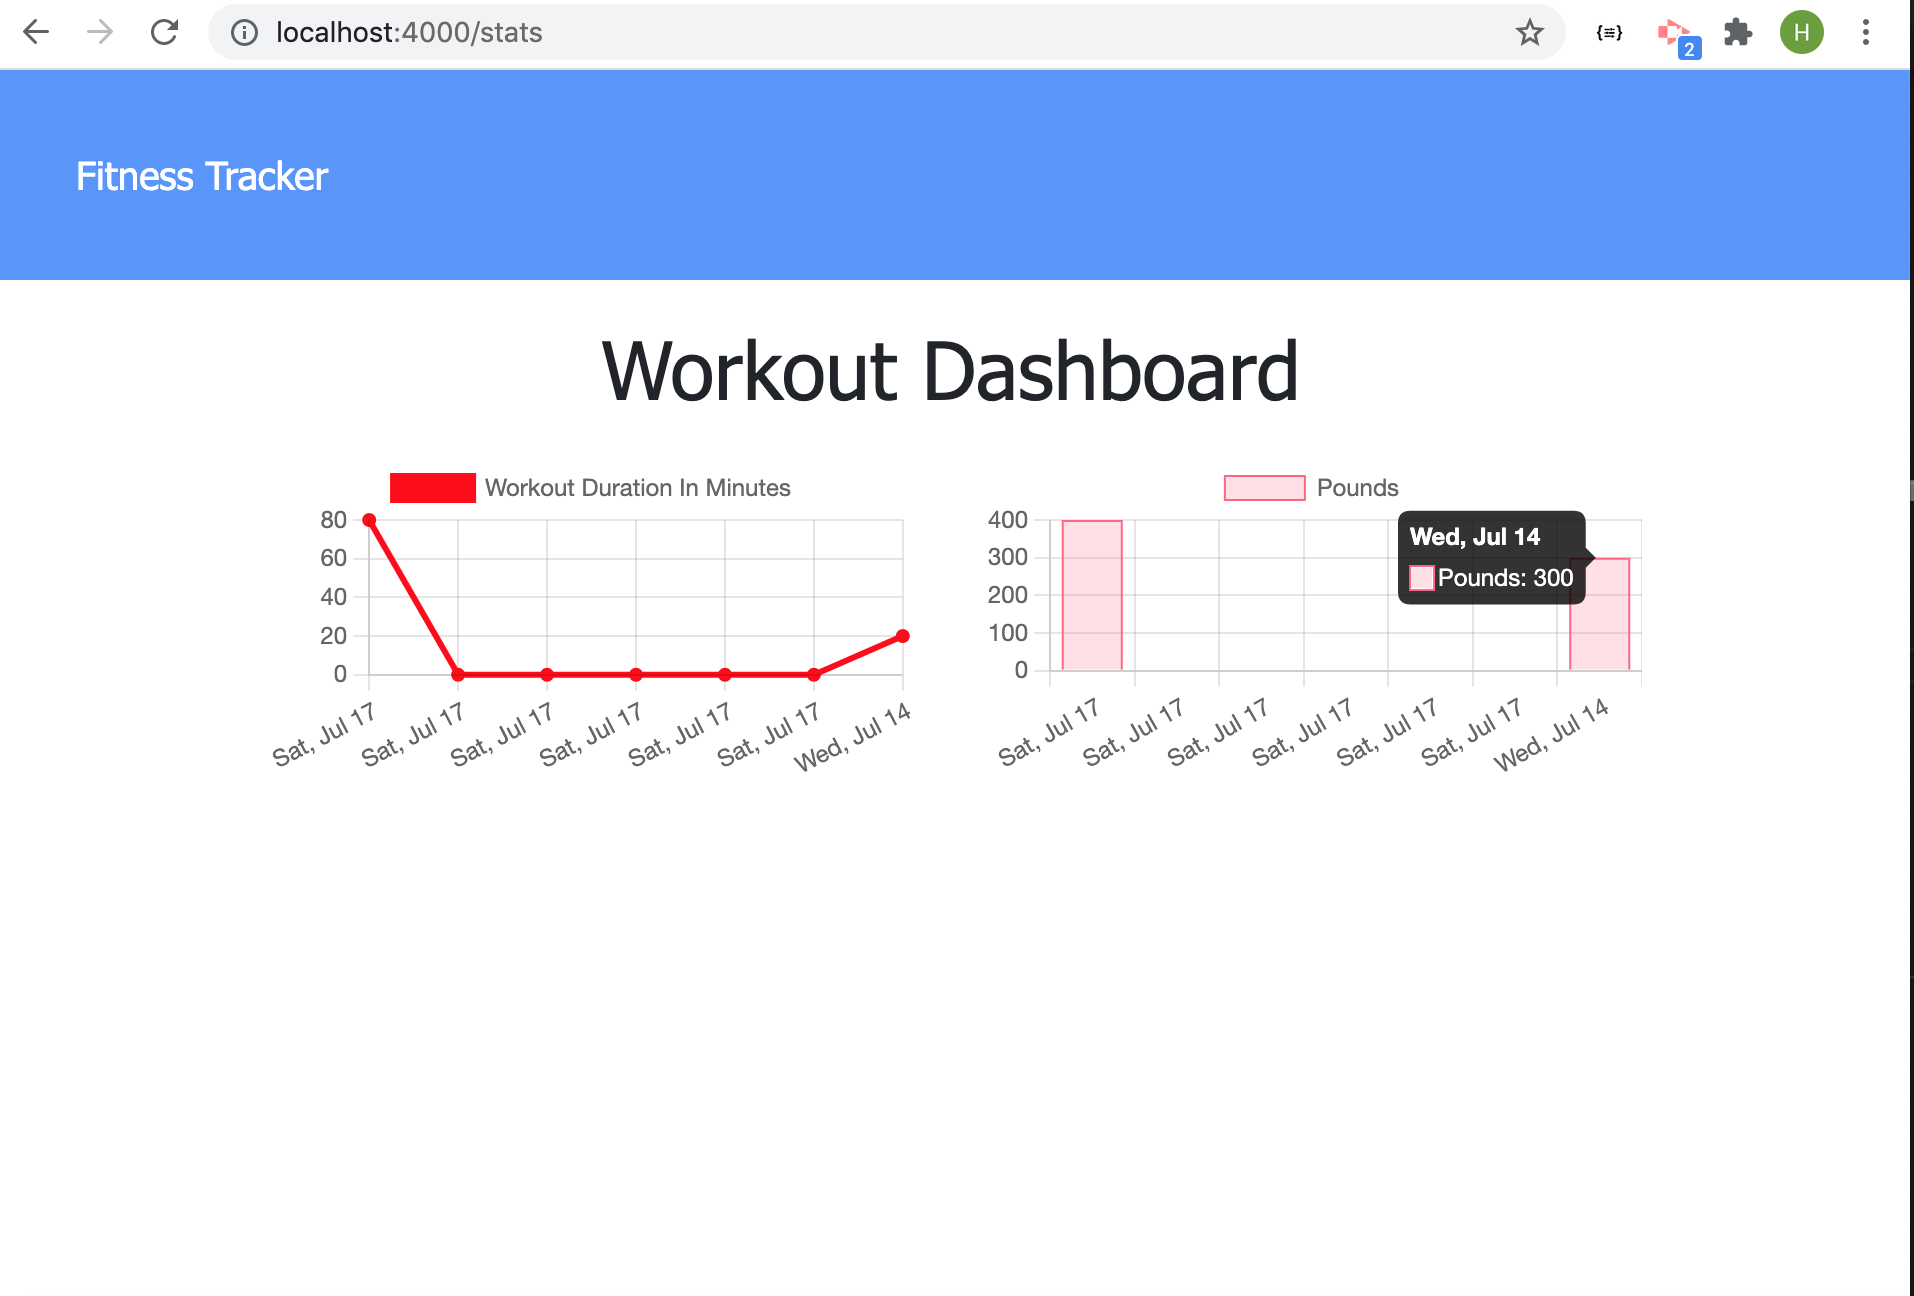 localhost:4000/stats
{≡}
2
H
Fitness Tracker
Workout Dashboard
Workout Duration In Minutes
80
60
40
20
0
Sat, Jul 17
Sat, Jul 17
Sat, Jul 17
Sat, Jul 17
Sat, Jul 17
Sat, Jul 17
Wed, Jul 14
Pounds
400
300
200
100
0
Wed, Jul 14
Pounds: 300
Sat, Jul 17
Sat, Jul 17
Sat, Jul 17
Sat, Jul 17
Sat, Jul 17
Sat, Jul 17
Wed, Jul 14